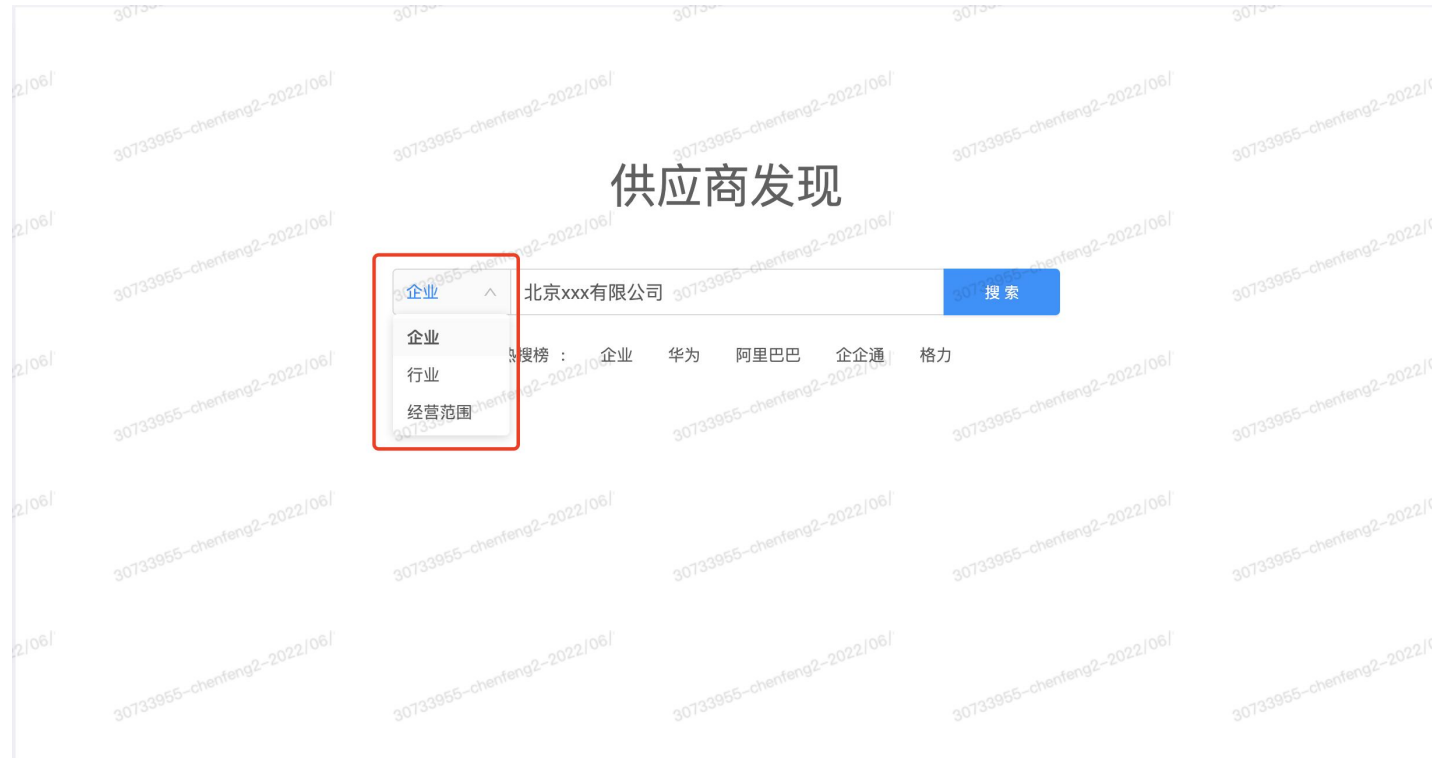 供应商发现
企业 北京xxx有限公司 搜 索
企业
热搜榜 : 企业 华为 阿里巴巴 企企通 格力
行业
经营范围
30733955-chenfeng2-2022/06/